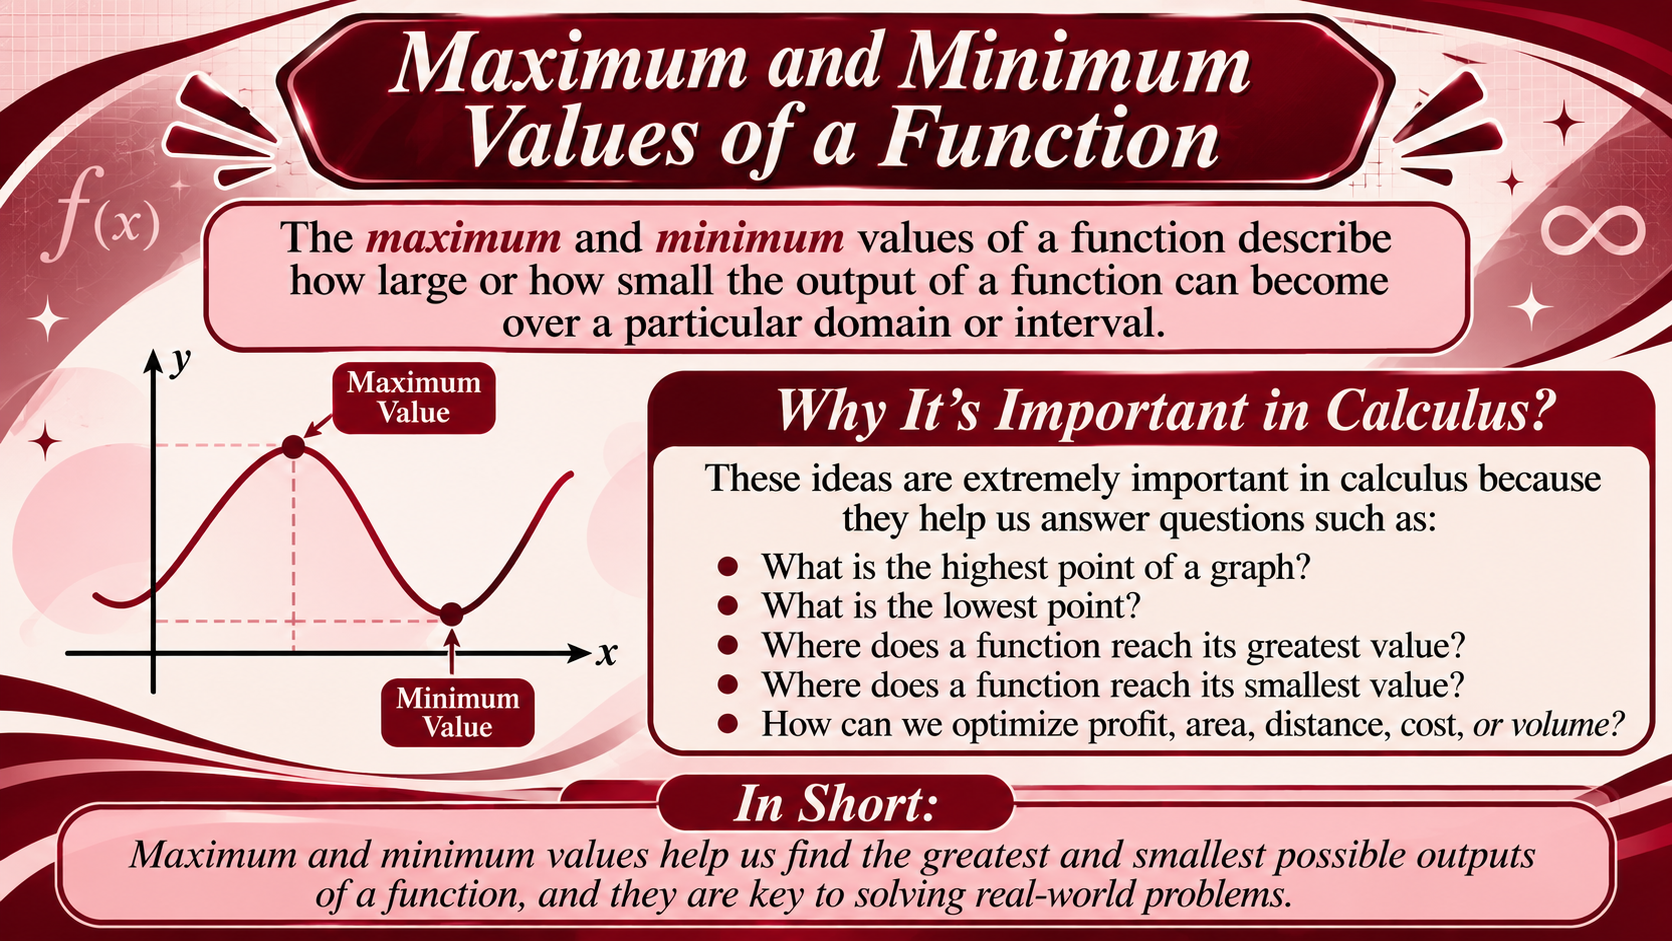 Maximum and Minimum
Values of a Function
f(x)
∞
The maximum and minimum values of a function describe
how large or how small the output of a function can become
over a particular domain or interval.
y
Maximum
Value
x
Minimum
Value
Why It's Important in Calculus?
These ideas are extremely important in calculus because
they help us answer questions such as:
● What is the highest point of a graph?
● What is the lowest point?
● Where does a function reach its greatest value?
● Where does a function reach its smallest value?
● How can we optimize profit, area, distance, cost, or volume?
In Short:
Maximum and minimum values help us find the greatest and smallest possible outputs
of a function, and they are key to solving real-world problems.